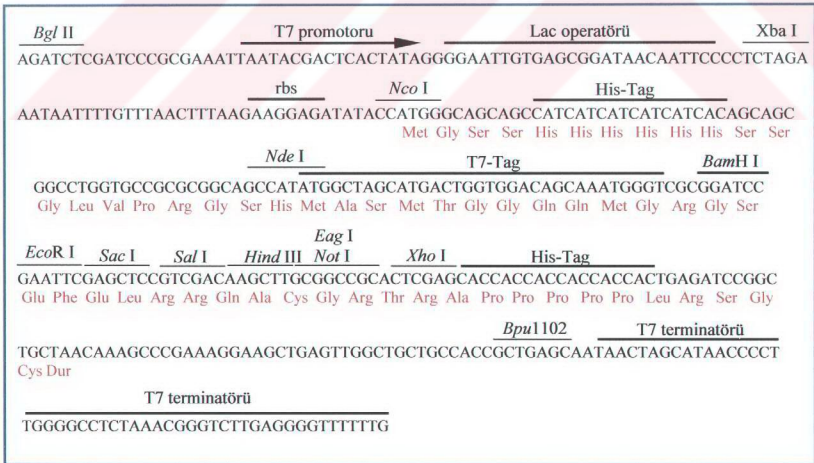 Bgl II T7 promotoru Lac operatörü Xba I
AGATCTCGATCCCGCGAAATTAATACGACTCACTATAGGGGAATTGTGAGCGGATAACAATTCCCCTCTAGA
rbs Nco I His-Tag
AATAATTTTGTTTAACTTTAAGAAGGAGATATACCATGGGCAGCAGCCATCATCATCATCATCACAGCAGC
Met Gly Ser Ser His His His His His His Ser Ser
Nde I T7-Tag BamH I
GGCCTGGTGCCGCGCGGCAGCCATATGGCTAGCATGACTGGTGGACAGCAAATGGGTCGCGGATCC
Gly Leu Val Pro Arg Gly Ser His Met Ala Ser Met Thr Gly Gly Gln Gln Met Gly Arg Gly Ser
Eag I
EcoR I Sac I Sal I Hind III Not I Xho I His-Tag
GAATTCGAGCTCCGTCGACAAGCTTGCGGCCGCACTCGAGCACCACCACCACCACCACTGAGATCCGGC
Glu Phe Glu Leu Arg Arg Gln Ala Cys Gly Arg Thr Arg Ala Pro Pro Pro Pro Pro Leu Arg Ser Gly
Bpu1102 T7 terminatörü
TGCTAACAAAGCCCGAAAGGAAGCTGAGTTGGCTGCTGCCACCGCTGAGCAATAACTAGCATAACCCCT
Cys Dur
T7 terminatörü
TGGGGCCTCTAAACGGGTCTTGAGGGGTTTTTTG